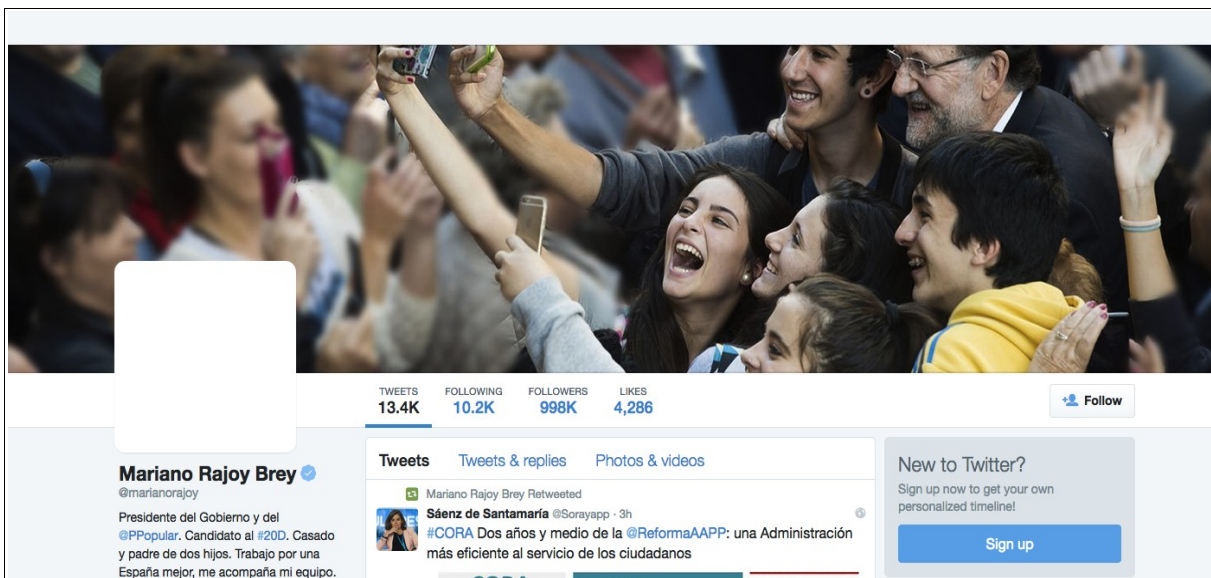 TWEETS
13.4K
FOLLOWING
10.2K
FOLLOWERS
998K
LIKES
4,286
Follow
Mariano Rajoy Brey
@marianorajoy
Presidente del Gobierno y del
@PPopular. Candidato al #20D. Casado
y padre de dos hijos. Trabajo por una
España mejor, me acompaña mi equipo.
Tweets Tweets & replies Photos & videos
Mariano Rajoy Brey Retweeted
Sáenz de Santamaría @Sorayapp · 3h
#CORA Dos años y medio de la @ReformaAAPP: una Administración
más eficiente al servicio de los ciudadanos
CORA
New to Twitter?
Sign up now to get your own
personalized timeline!
Sign up